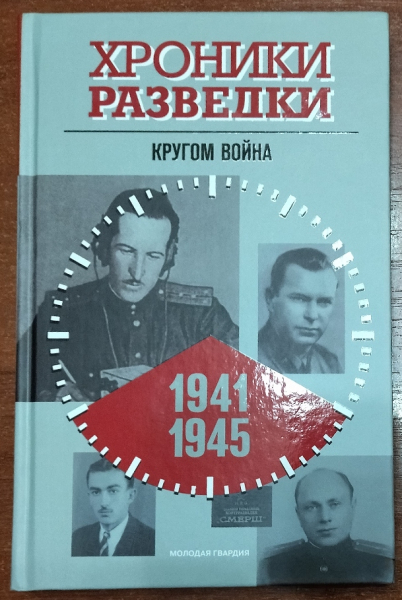 ХРОНИКИ
РАЗВЕДКИ
КРУГОМ ВОЙНА
1941
1945
"СМЕРШ"
МОЛОДАЯ ГВАРДИЯ